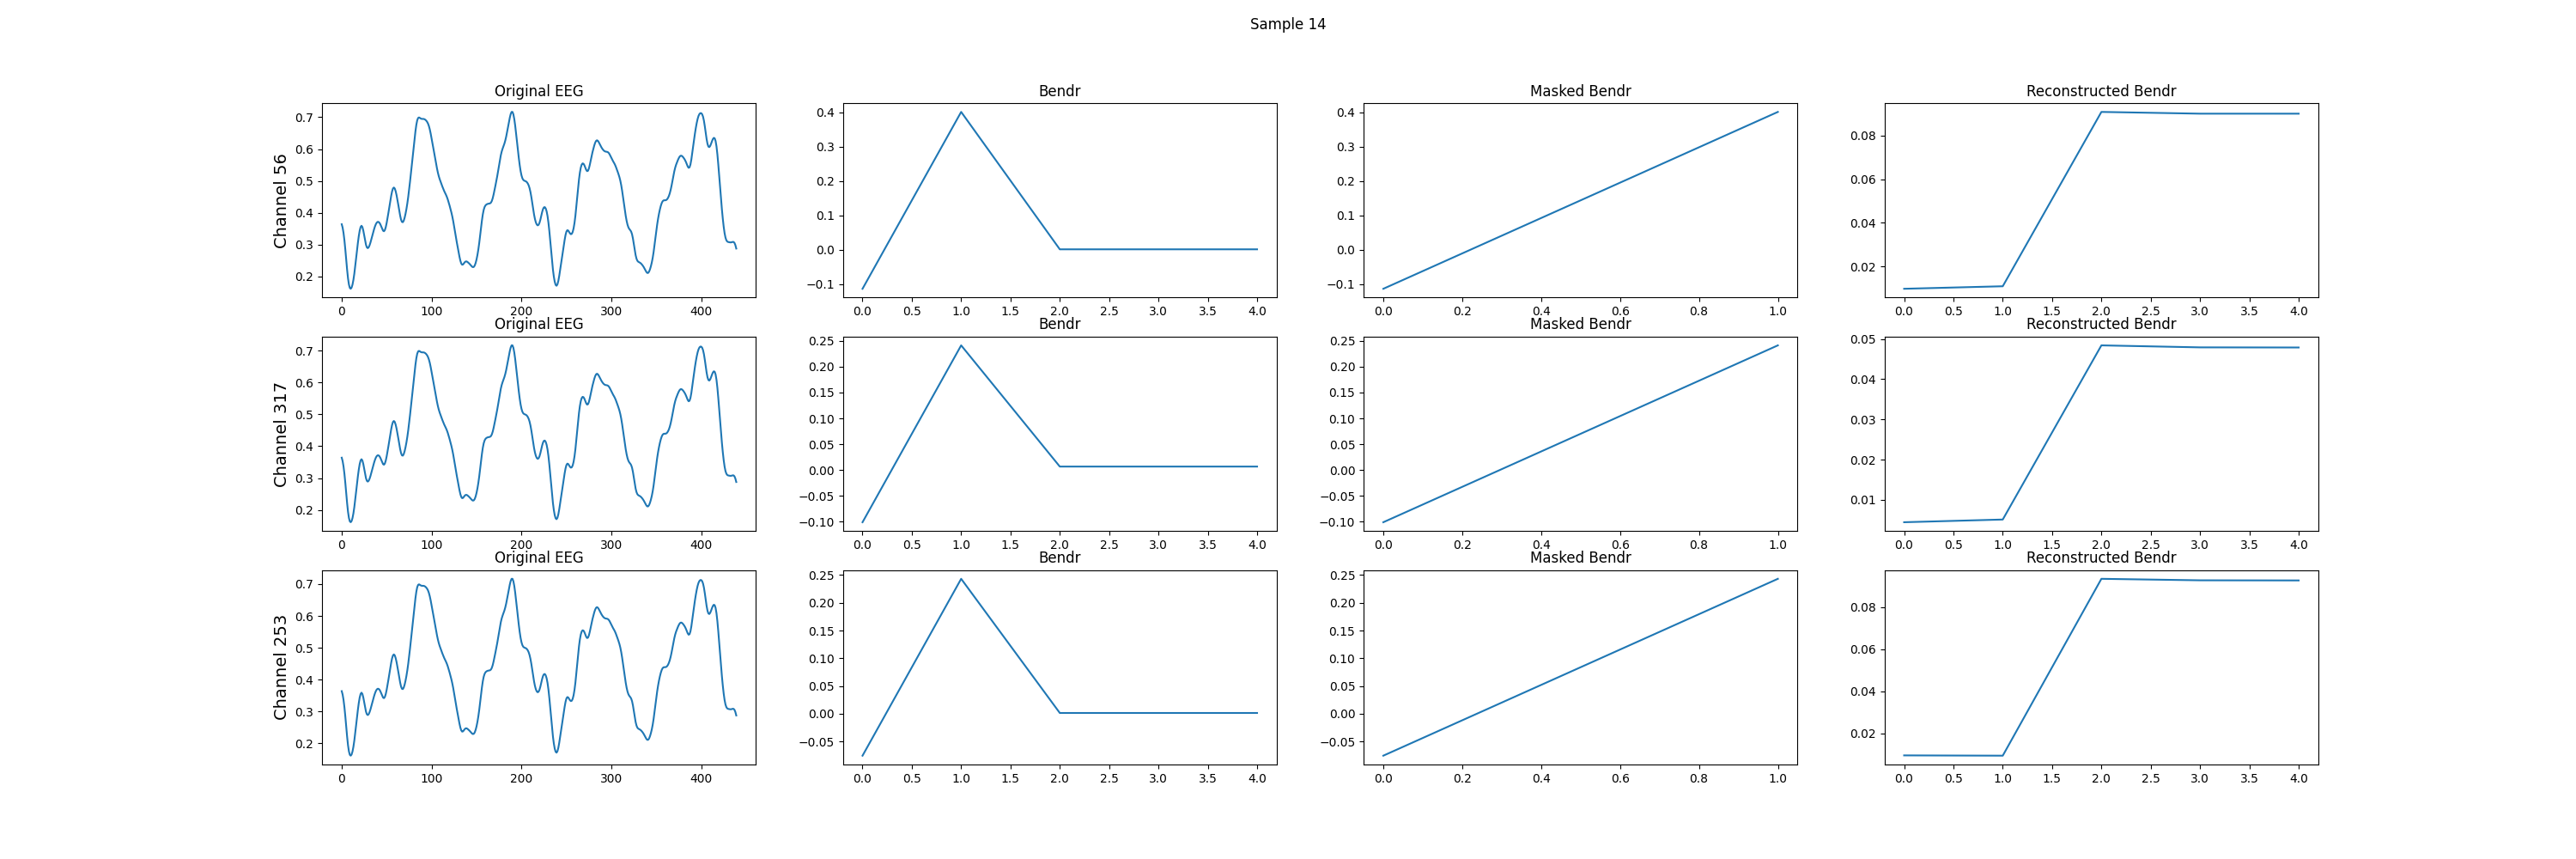 Sample 14
Original EEG Bendr Masked Bendr Reconstructed Bendr
Channel 56
0.7 0.6 0.5 0.4 0.3 0.2
0 100 200 300 400
0.4 0.3 0.2 0.1 0.0 −0.1
0.0 0.5 1.0 1.5 2.0 2.5 3.0 3.5 4.0
0.4 0.3 0.2 0.1 0.0 −0.1
0.0 0.2 0.4 0.6 0.8 1.0
0.08 0.06 0.04 0.02
0.0 0.5 1.0 1.5 2.0 2.5 3.0 3.5 4.0
Original EEG Bendr Masked Bendr Reconstructed Bendr
Channel 317
0.7 0.6 0.5 0.4 0.3 0.2
0 100 200 300 400
0.25 0.20 0.15 0.10 0.05 0.00 −0.05 −0.10
0.0 0.5 1.0 1.5 2.0 2.5 3.0 3.5 4.0
0.25 0.20 0.15 0.10 0.05 0.00 −0.05 −0.10
0.0 0.2 0.4 0.6 0.8 1.0
0.05 0.04 0.03 0.02 0.01
0.0 0.5 1.0 1.5 2.0 2.5 3.0 3.5 4.0
Original EEG Bendr Masked Bendr Reconstructed Bendr
Channel 253
0.7 0.6 0.5 0.4 0.3 0.2
0 100 200 300 400
0.25 0.20 0.15 0.10 0.05 0.00 −0.05
0.0 0.5 1.0 1.5 2.0 2.5 3.0 3.5 4.0
0.25 0.20 0.15 0.10 0.05 0.00 −0.05
0.0 0.2 0.4 0.6 0.8 1.0
0.08 0.06 0.04 0.02
0.0 0.5 1.0 1.5 2.0 2.5 3.0 3.5 4.0